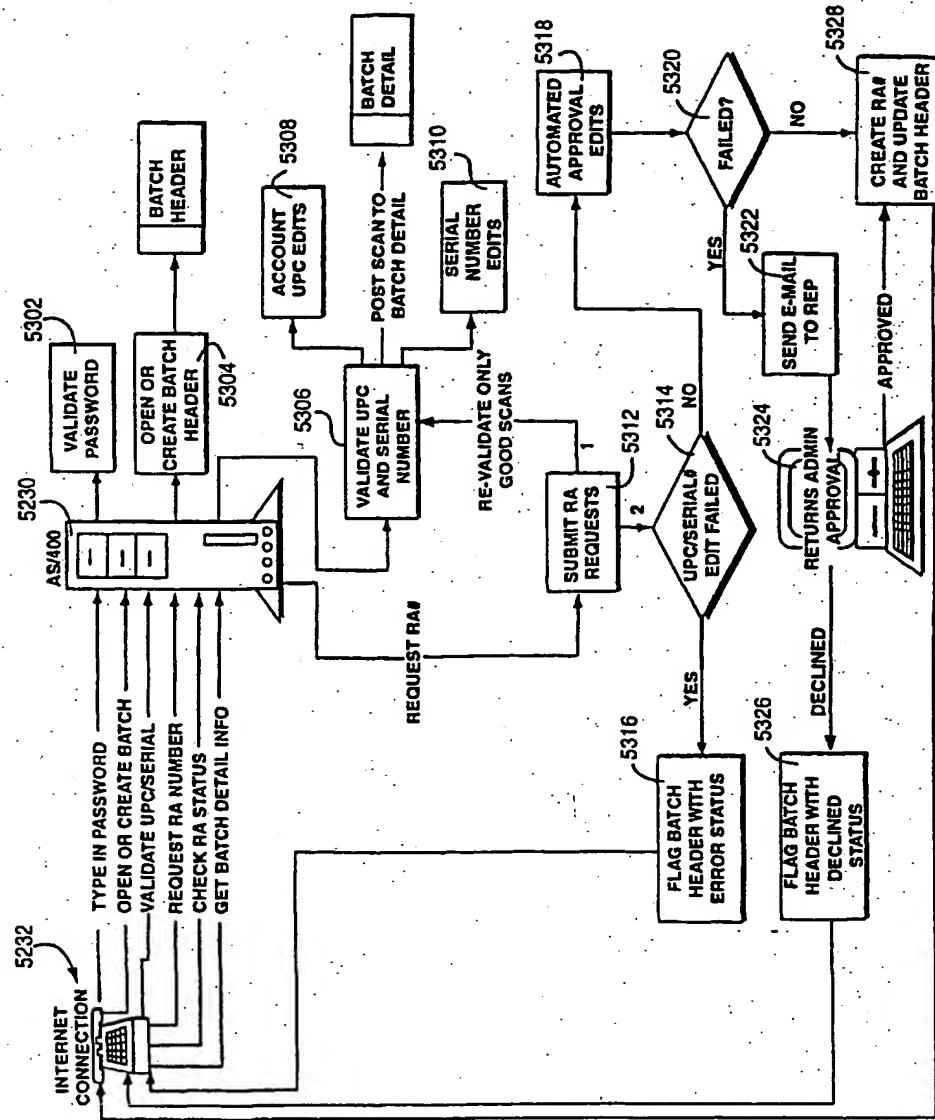 5232
INTERNET
CONNECTION
TYPE IN PASSWORD
OPEN OR CREATE BATCH
VALIDATE UPC/SERIAL
REQUEST RA NUMBER
CHECK RA STATUS
GET BATCH DETAIL INFO
5230
AS/400
5302
VALIDATE
PASSWORD
OPEN OR
CREATE BATCH
HEADER
5304
BATCH
HEADER
REQUEST RA#
5306
VALIDATE UPC
AND SERIAL
NUMBER
5308
ACCOUNT
UPC EDITS
POST SCAN TO
BATCH DETAIL
BATCH
DETAIL
5310
SERIAL
NUMBER
EDITS
RE-VALIDATE ONLY
GOOD SCANS
1
5312
SUBMIT RA
REQUESTS
2
5314
UPC/SERIAL#
EDIT FAILED
YES
NO
5316
FLAG BATCH
HEADER WITH
ERROR STATUS
5318
AUTOMATED
APPROVAL
EDITS
5320
FAILED?
YES
NO
5322
SEND E-MAIL
TO REP
5324
RETURNS ADMIN
APPROVAL
DECLINED
APPROVED
5326
FLAG BATCH
HEADER WITH
DECLINED
STATUS
5328
CREATE RA#
AND UPDATE
BATCH HEADER